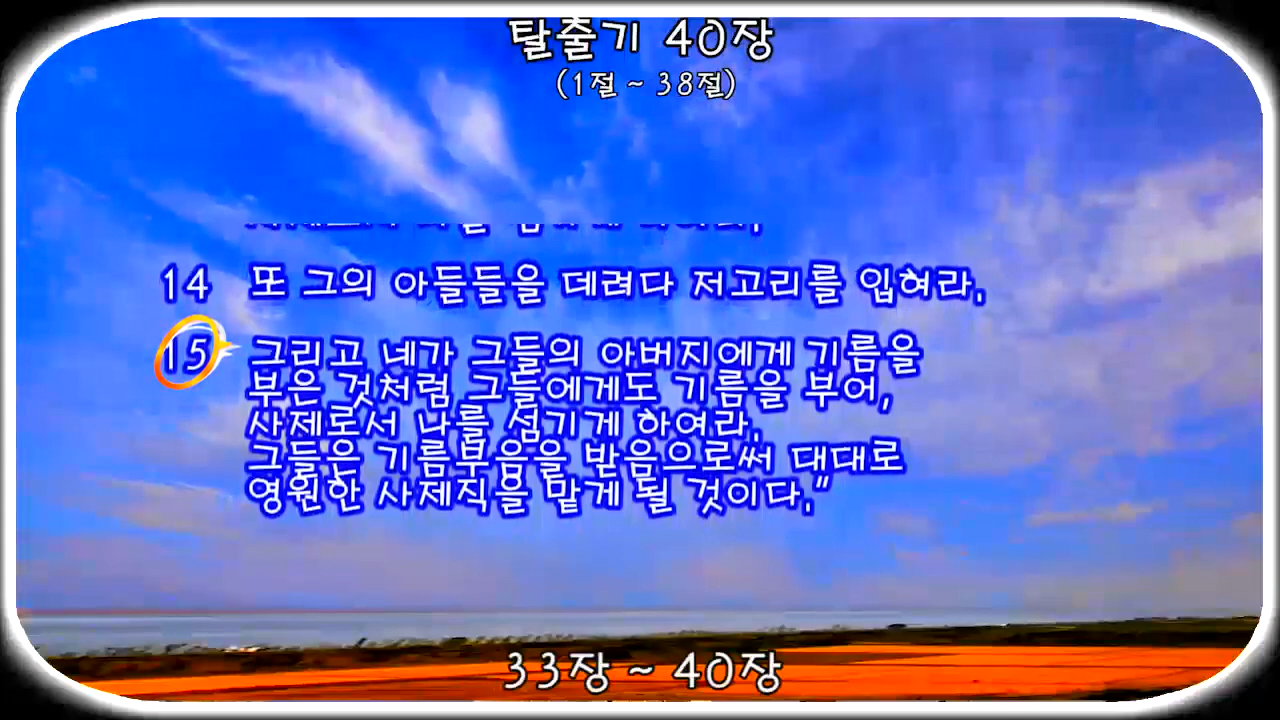 탈출기 40장
(1절 ~ 38절)
14 또 그의 아들들을 데려다 저고리를 입혀라.
15 그리고 네가 그들의 아버지에게 기름을
부은 것처럼 그들에게도 기름을 부어,
사제로서 나를 섬기게 하여라.
그들은 기름부음을 받음으로써 대대로
영원한 사제직을 맡게 될 것이다."
33장 ~ 40장